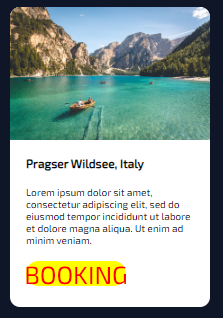 Pragser Wildsee, Italy
Lorem ipsum dolor sit amet,
consectetur adipiscing elit, sed do
eiusmod tempor incididunt ut labore
et dolore magna aliqua. Ut enim ad
minim veniam.
BOOKING